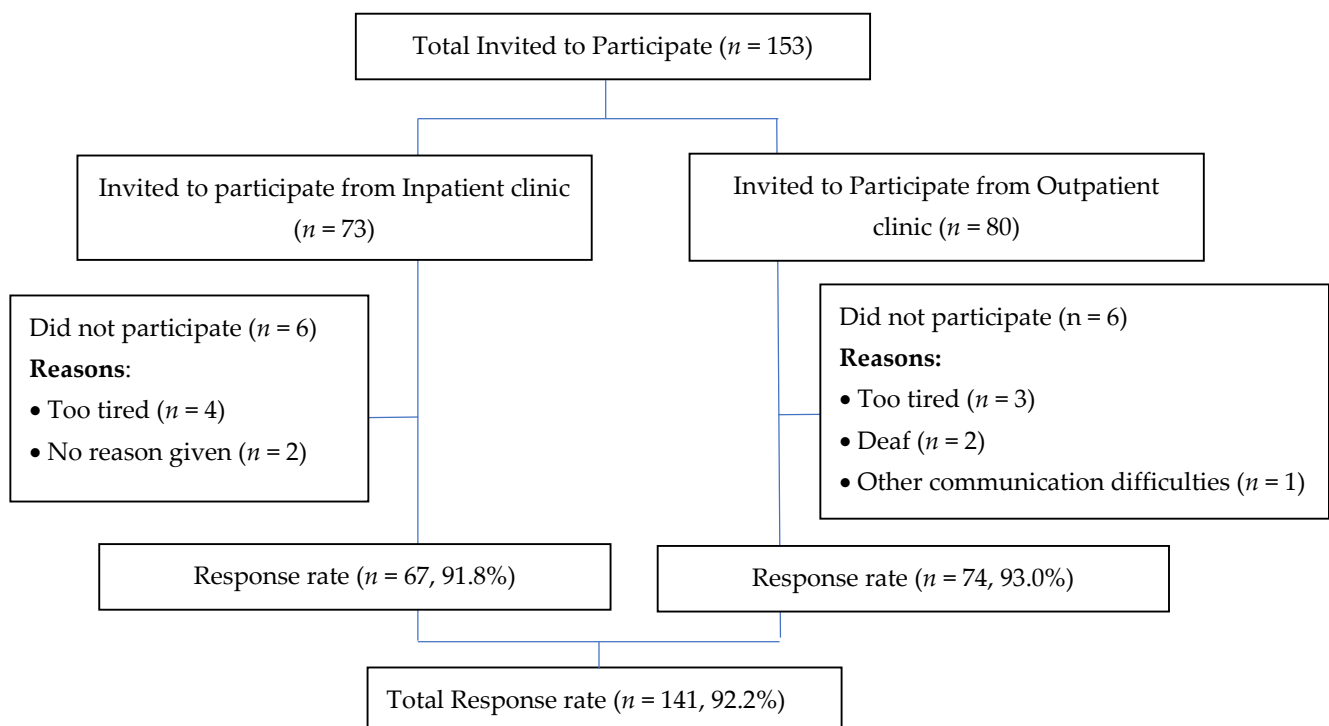 Total Invited to Participate (n = 153)
Invited to participate from Inpatient clinic
(n = 73)
Invited to Participate from Outpatient
clinic (n = 80)
Did not participate (n = 6)
Reasons:
• Too tired (n = 4)
• No reason given (n = 2)
Did not participate (n = 6)
Reasons:
• Too tired (n = 3)
• Deaf (n = 2)
• Other communication difficulties (n = 1)
Response rate (n = 67, 91.8%)
Response rate (n = 74, 93.0%)
Total Response rate (n = 141, 92.2%)